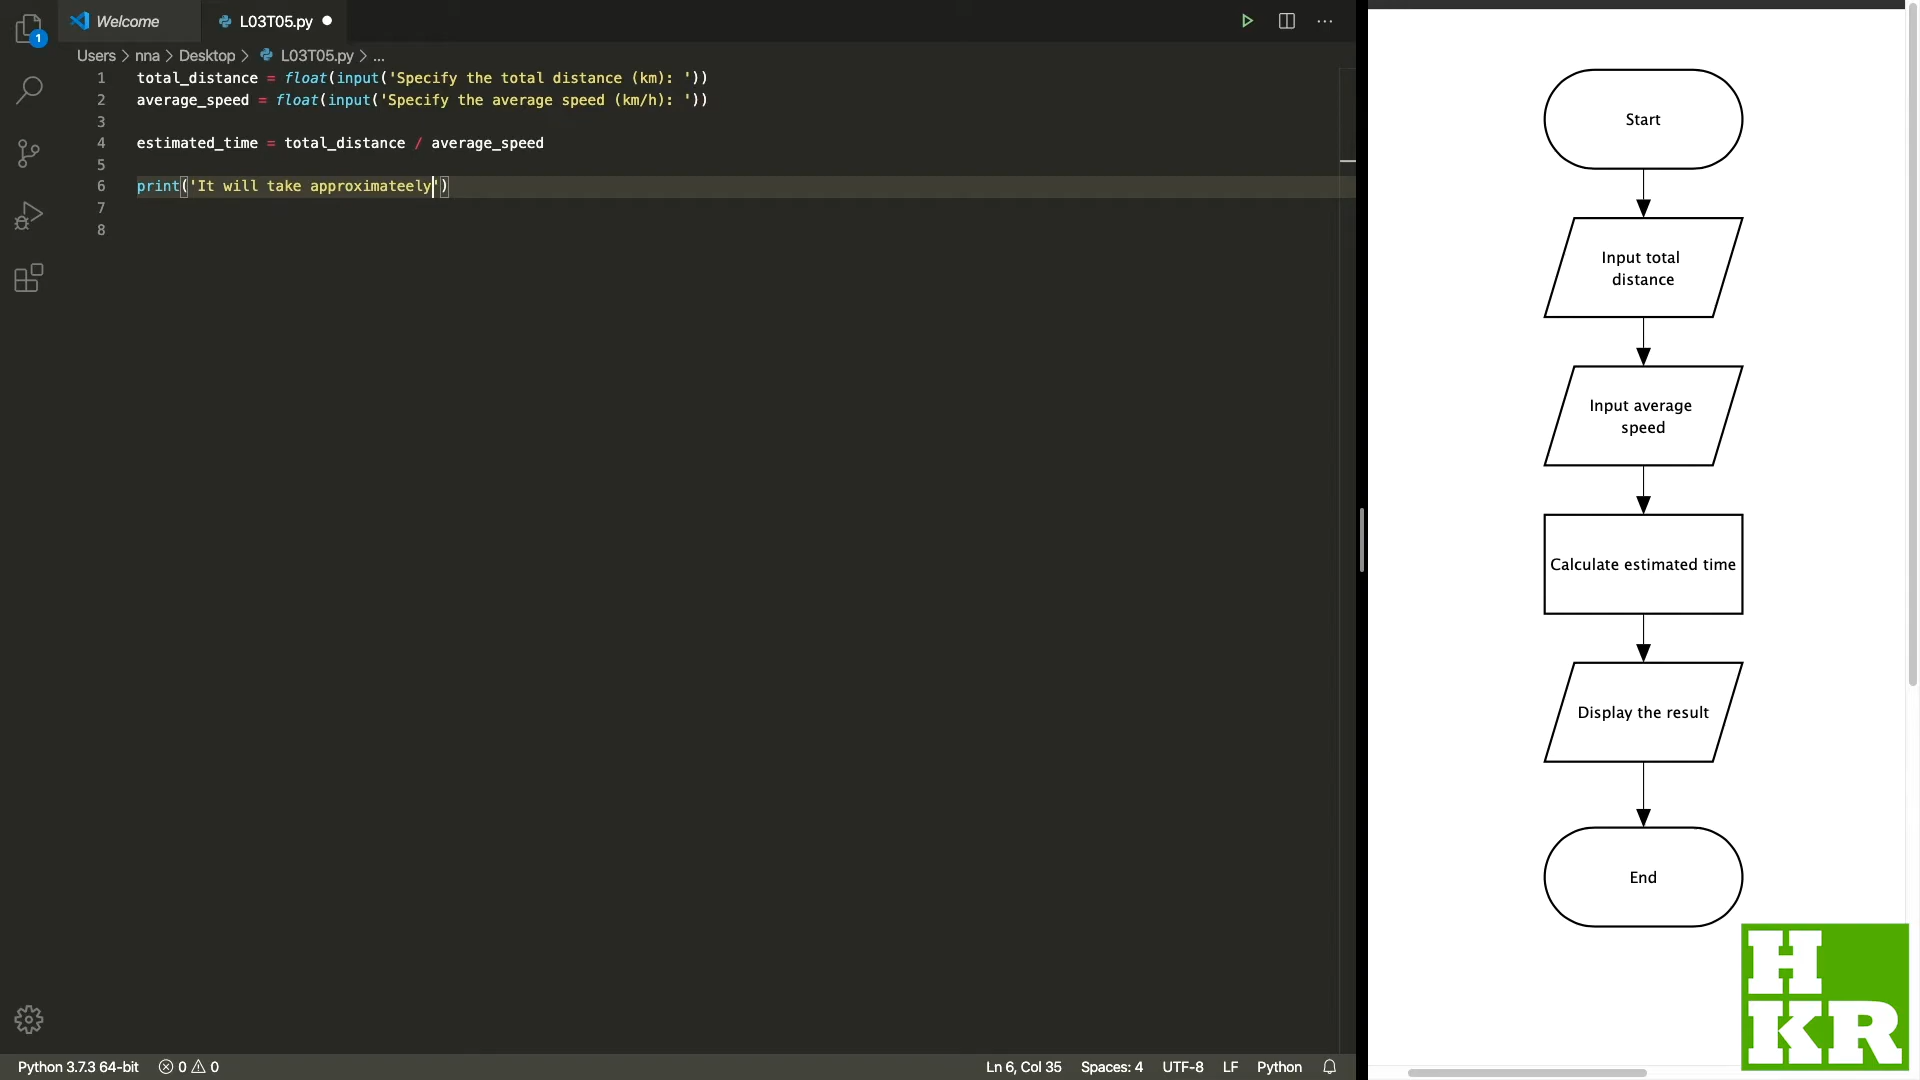 1
Welcome
L03T05.py
Users > nna > Desktop > L03T05.py > ...
1 total_distance = float(input('Specify the total distance (km): '))
2 average_speed = float(input('Specify the average speed (km/h): '))
3
4 estimated_time = total_distance / average_speed
5
6 print('It will take approximateely')
7
8
Python 3.7.3 64-bit 0 0 Ln 6, Col 35 Spaces: 4 UTF-8 LF Python
Start
Input total
distance
Input average
speed
Calculate estimated time
Display the result
End
H
KR